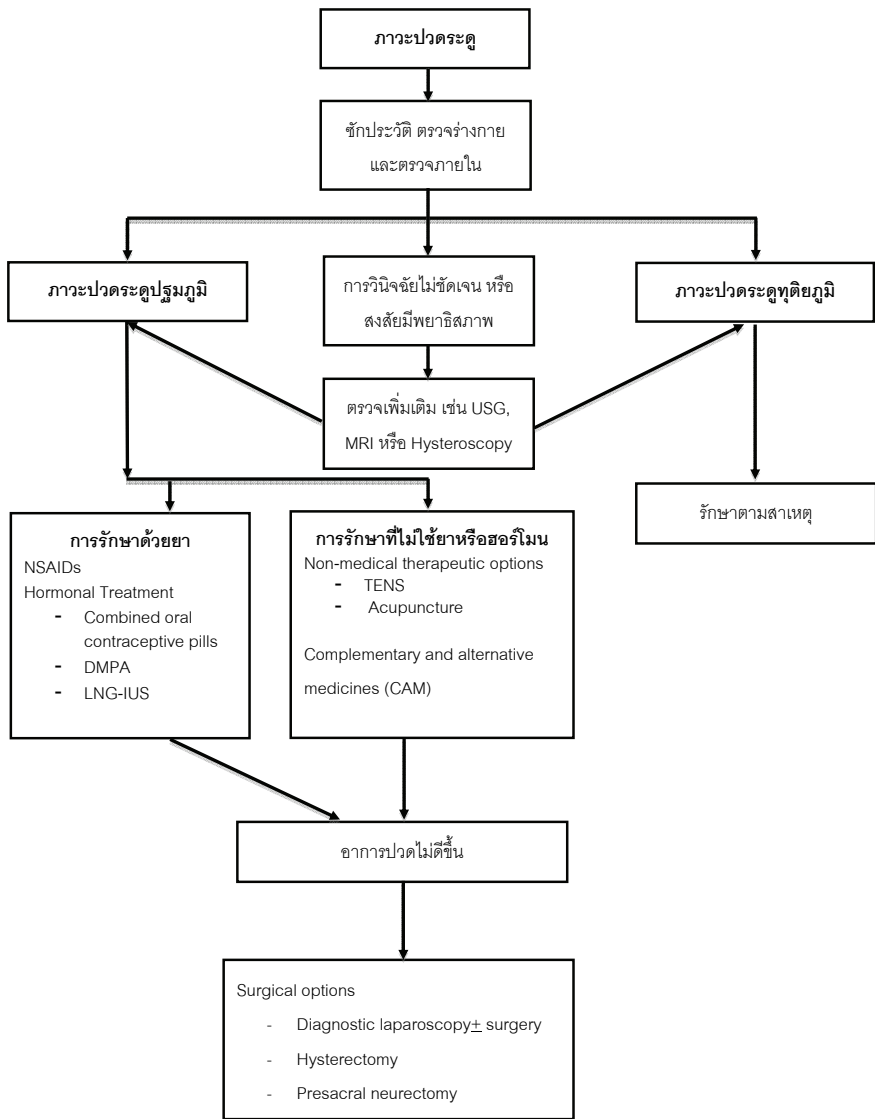 ภาวะปวดระดู
ซักประวัติ ตรวจร่างกาย
และตรวจภายใน
ภาวะปวดระดูปฐมภูมิ
การวินิจฉัยไม่ชัดเจน หรือ
สงสัยมีพยาธิสภาพ
ภาวะปวดระดูทุติยภูมิ
ตรวจเพิ่มเติม เช่น USG,
MRI หรือ Hysteroscopy
รักษาตามสาเหตุ
การรักษาด้วยยา
NSAIDs
Hormonal Treatment
- Combined oral
contraceptive pills
- DMPA
- LNG-IUS
การรักษาที่ไม่ใช้ยาหรือฮอร์โมน
Non-medical therapeutic options
- TENS
- Acupuncture
Complementary and alternative
medicines (CAM)
อาการปวดไม่ดีขึ้น
Surgical options
- Diagnostic laparoscopy± surgery
- Hysterectomy
- Presacral neurectomy